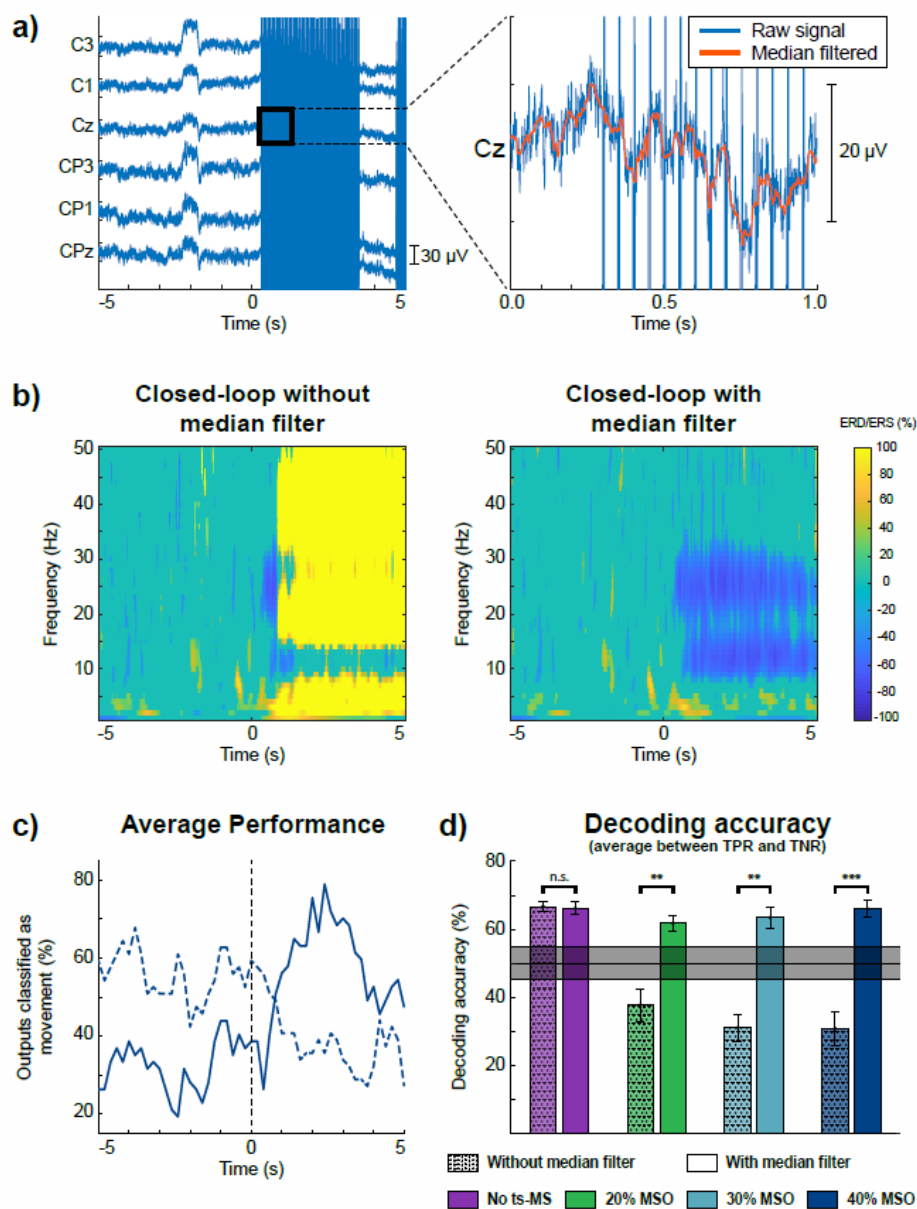 a)
C3
C1
Cz
CP3
CP1
CPz
30 µV
-5
0
5
Time (s)
Raw signal
Median filtered
Cz
20 µV
0.0
0.5
1.0
Time (s)
b)
Closed-loop without
median filter
50
40
30
20
10
Frequency (Hz)
-5
0
5
Time (s)
Closed-loop with
median filter
50
40
30
20
10
Frequency (Hz)
-5
0
5
Time (s)
ERD/ERS (%)
100
80
60
40
20
0
-20
-40
-60
-80
-100
c)
Average Performance
80
60
40
20
Outputs classified as
movement (%)
-5
0
5
Time (s)
d)
Decoding accuracy
(average between TPR and TNR)
80
60
40
20
Decoding accuracy (%)
n.s.
**
**
***
Without median filter
With median filter
No ts-MS
20% MSO
30% MSO
40% MSO